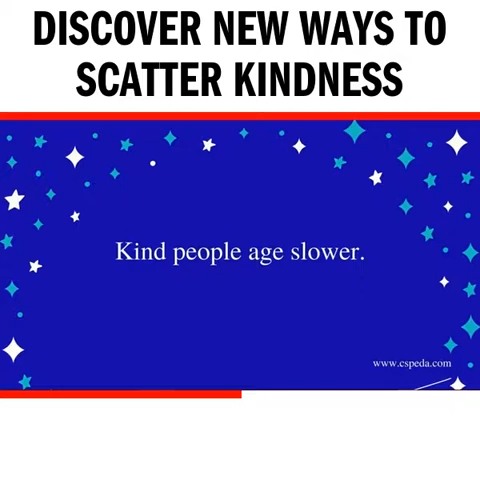 DISCOVER NEW WAYS TO
SCATTER KINDNESS
Kind people age slower.
www.cspeda.com